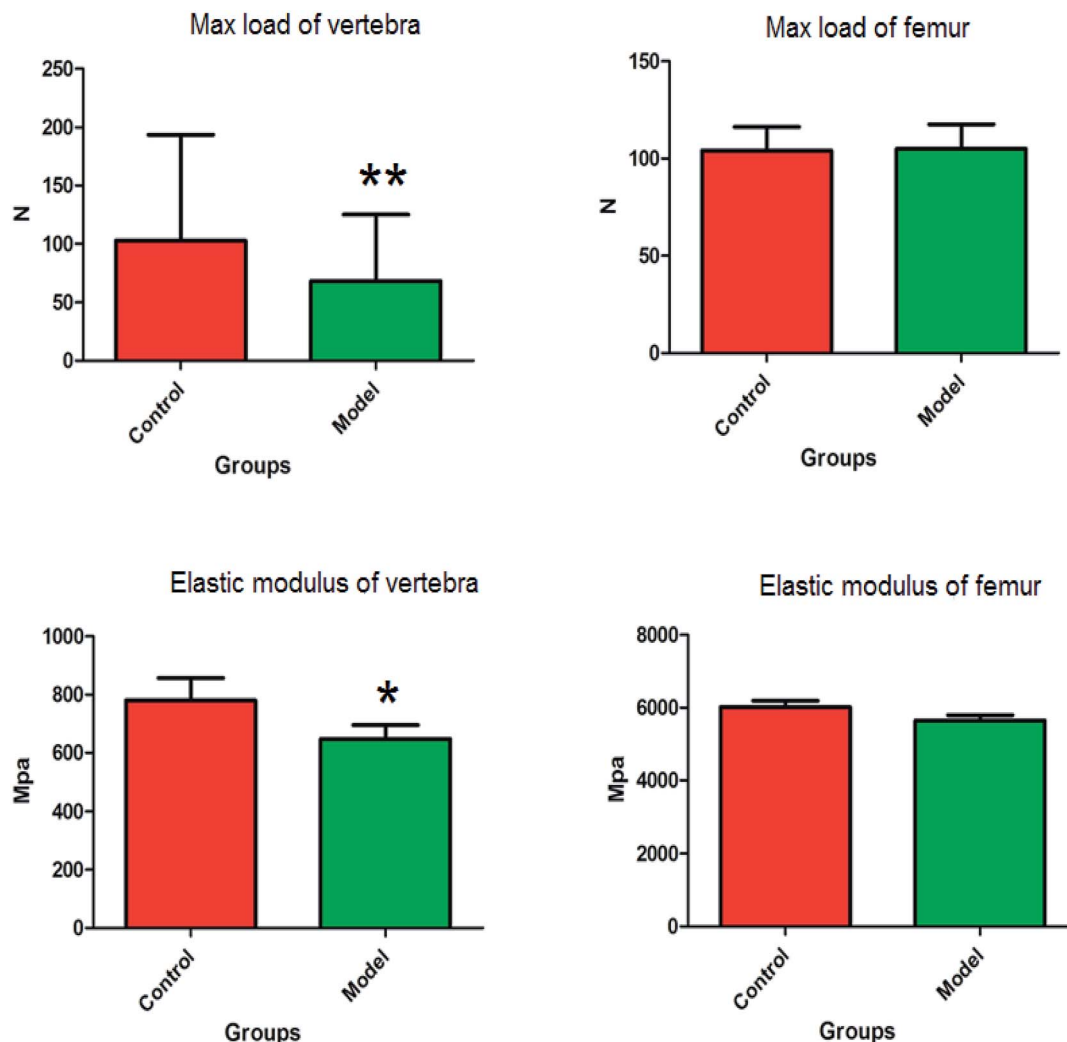 Max load of vertebra
250
200
150
100
50
0
N
**
Control
Model
Groups
Max load of femur
150
100
50
0
N
Control
Model
Groups
Elastic modulus of vertebra
1000
800
600
400
200
0
Mpa
*
Control
Model
Groups
Elastic modulus of femur
8000
6000
4000
2000
0
Mpa
Control
Model
Groups